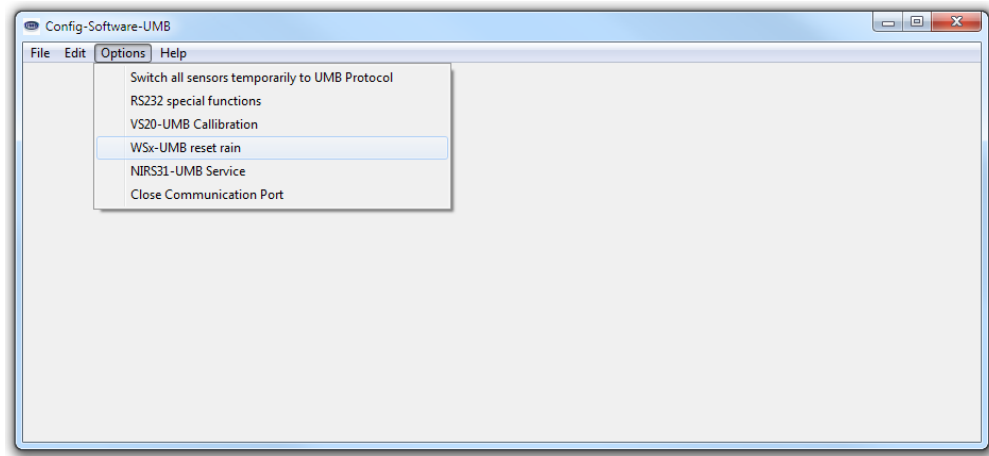 Config-Software-UMB
File Edit Options Help
Switch all sensors temporarily to UMB Protocol
RS232 special functions
VS20-UMB Callibration
WSx-UMB reset rain
NIRS31-UMB Service
Close Communication Port